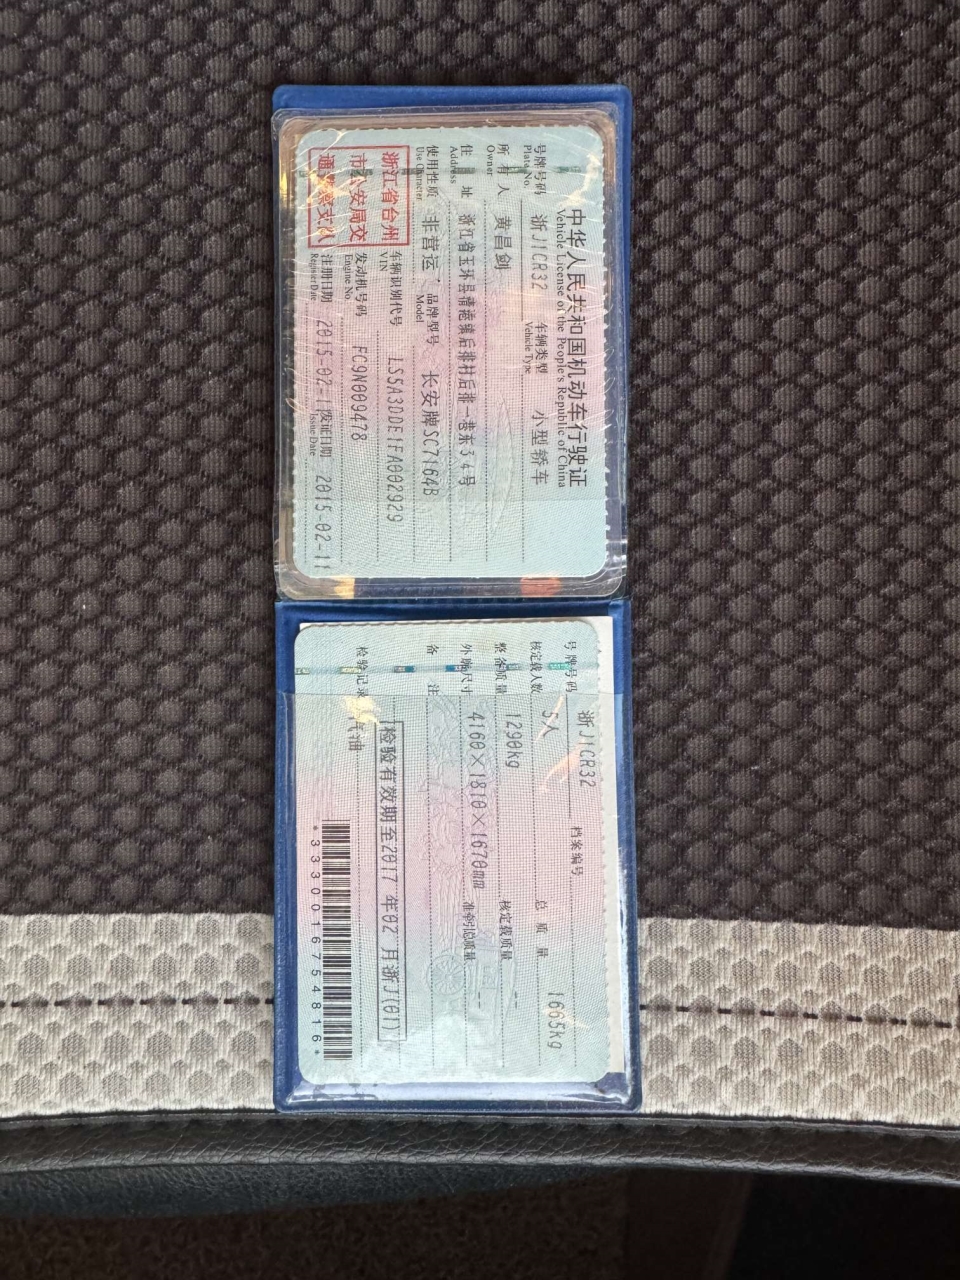 中华人民共和国机动车行驶证
Vehicle License of the People's Republic of China
号牌号码 浙J1CR32 车辆类型 小型轿车
Plate No. Vehicle Type
所有人 黄昌剑
Owner
住址 浙江省玉环县清港镇后排村后排一巷东34号
Address
使用性质 非营运 品牌型号 长安牌SC7164B
Use Character Model
浙江省台州
市公安局交
通警察支队
车辆识别代号 LS5A3DDE1FA002929
VIN
发动机号码 FC9N009478
Engine No.
注册日期 2015-02-11 发证日期 2015-02-11
Register Date Issue Date
号牌号码 浙J1CR32 档案编号
核定载人数 5人 总质量 1665kg
整备质量 1290kg 核定载质量 --
外廓尺寸 4160×1810×1670mm 准牵引总质量 --
备注
检验有效期至2017年02月浙J(01)
检验记录 汽油
*3330016754816*